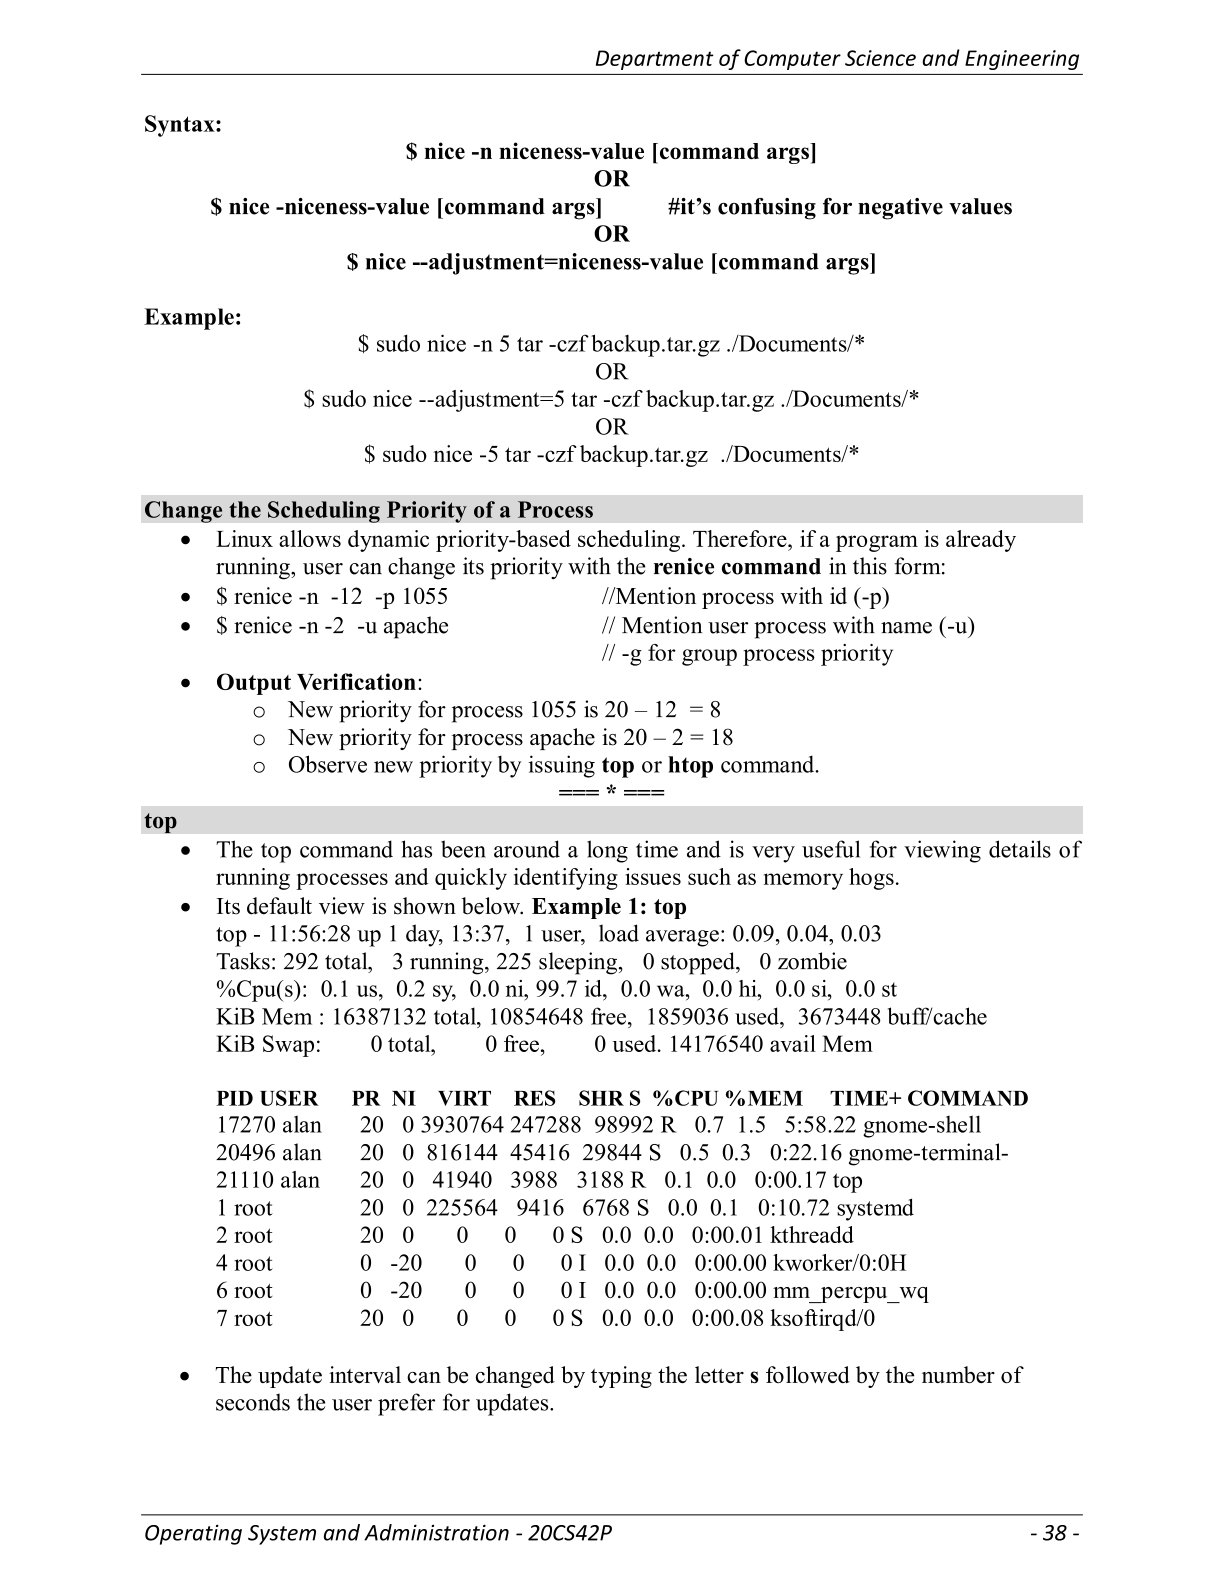 Department of Computer Science and Engineering
Syntax:
$ nice -n niceness-value [command args]
OR
$ nice -niceness-value [command args] #it’s confusing for negative values
OR
$ nice --adjustment=niceness-value [command args]
Example:
$ sudo nice -n 5 tar -czf backup.tar.gz ./Documents/*
OR
$ sudo nice --adjustment=5 tar -czf backup.tar.gz ./Documents/*
OR
$ sudo nice -5 tar -czf backup.tar.gz ./Documents/*
Change the Scheduling Priority of a Process
• Linux allows dynamic priority-based scheduling. Therefore, if a program is already
running, user can change its priority with the renice command in this form:
• $ renice -n -12 -p 1055 //Mention process with id (-p)
• $ renice -n -2 -u apache // Mention user process with name (-u)
// -g for group process priority
• Output Verification:
o New priority for process 1055 is 20 – 12 = 8
o New priority for process apache is 20 – 2 = 18
o Observe new priority by issuing top or htop command.
=== * ===
top
• The top command has been around a long time and is very useful for viewing details of
running processes and quickly identifying issues such as memory hogs.
• Its default view is shown below. Example 1: top
top - 11:56:28 up 1 day, 13:37, 1 user, load average: 0.09, 0.04, 0.03
Tasks: 292 total, 3 running, 225 sleeping, 0 stopped, 0 zombie
%Cpu(s): 0.1 us, 0.2 sy, 0.0 ni, 99.7 id, 0.0 wa, 0.0 hi, 0.0 si, 0.0 st
KiB Mem : 16387132 total, 10854648 free, 1859036 used, 3673448 buff/cache
KiB Swap: 0 total, 0 free, 0 used. 14176540 avail Mem
PID USER PR NI VIRT RES SHR S %CPU %MEM TIME+ COMMAND
17270 alan 20 0 3930764 247288 98992 R 0.7 1.5 5:58.22 gnome-shell
20496 alan 20 0 816144 45416 29844 S 0.5 0.3 0:22.16 gnome-terminal-
21110 alan 20 0 41940 3988 3188 R 0.1 0.0 0:00.17 top
1 root 20 0 225564 9416 6768 S 0.0 0.1 0:10.72 systemd
2 root 20 0 0 0 0 S 0.0 0.0 0:00.01 kthreadd
4 root 0 -20 0 0 0 I 0.0 0.0 0:00.00 kworker/0:0H
6 root 0 -20 0 0 0 I 0.0 0.0 0:00.00 mm_percpu_wq
7 root 20 0 0 0 0 S 0.0 0.0 0:00.08 ksoftirqd/0
• The update interval can be changed by typing the letter s followed by the number of
seconds the user prefer for updates.
Operating System and Administration - 20CS42P - 38 -